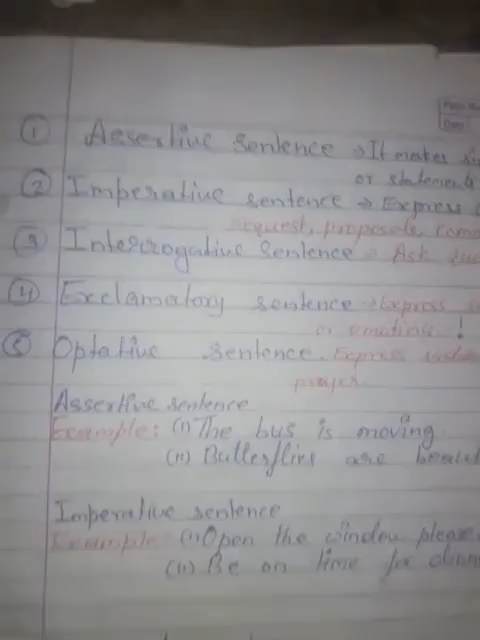 ① Assertive sentence → It makes
or statements
② Imperative sentence → Express
request, proposals,
③ Interrogative sentence → Ask
④ Exclamatory sentence → Express
or emotions !
⑤ Optative sentence. Express
prayer.
Assertive sentence
Example: (i) The bus is moving
(ii) Butterflies are
Imperative sentence
Example: (i) Open the window please
(ii) Be on time for